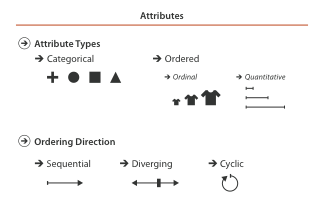 Attributes
Attribute Types
Categorical
Ordered
Ordinal
Quantitative
Ordering Direction
Sequential
Diverging
Cyclic